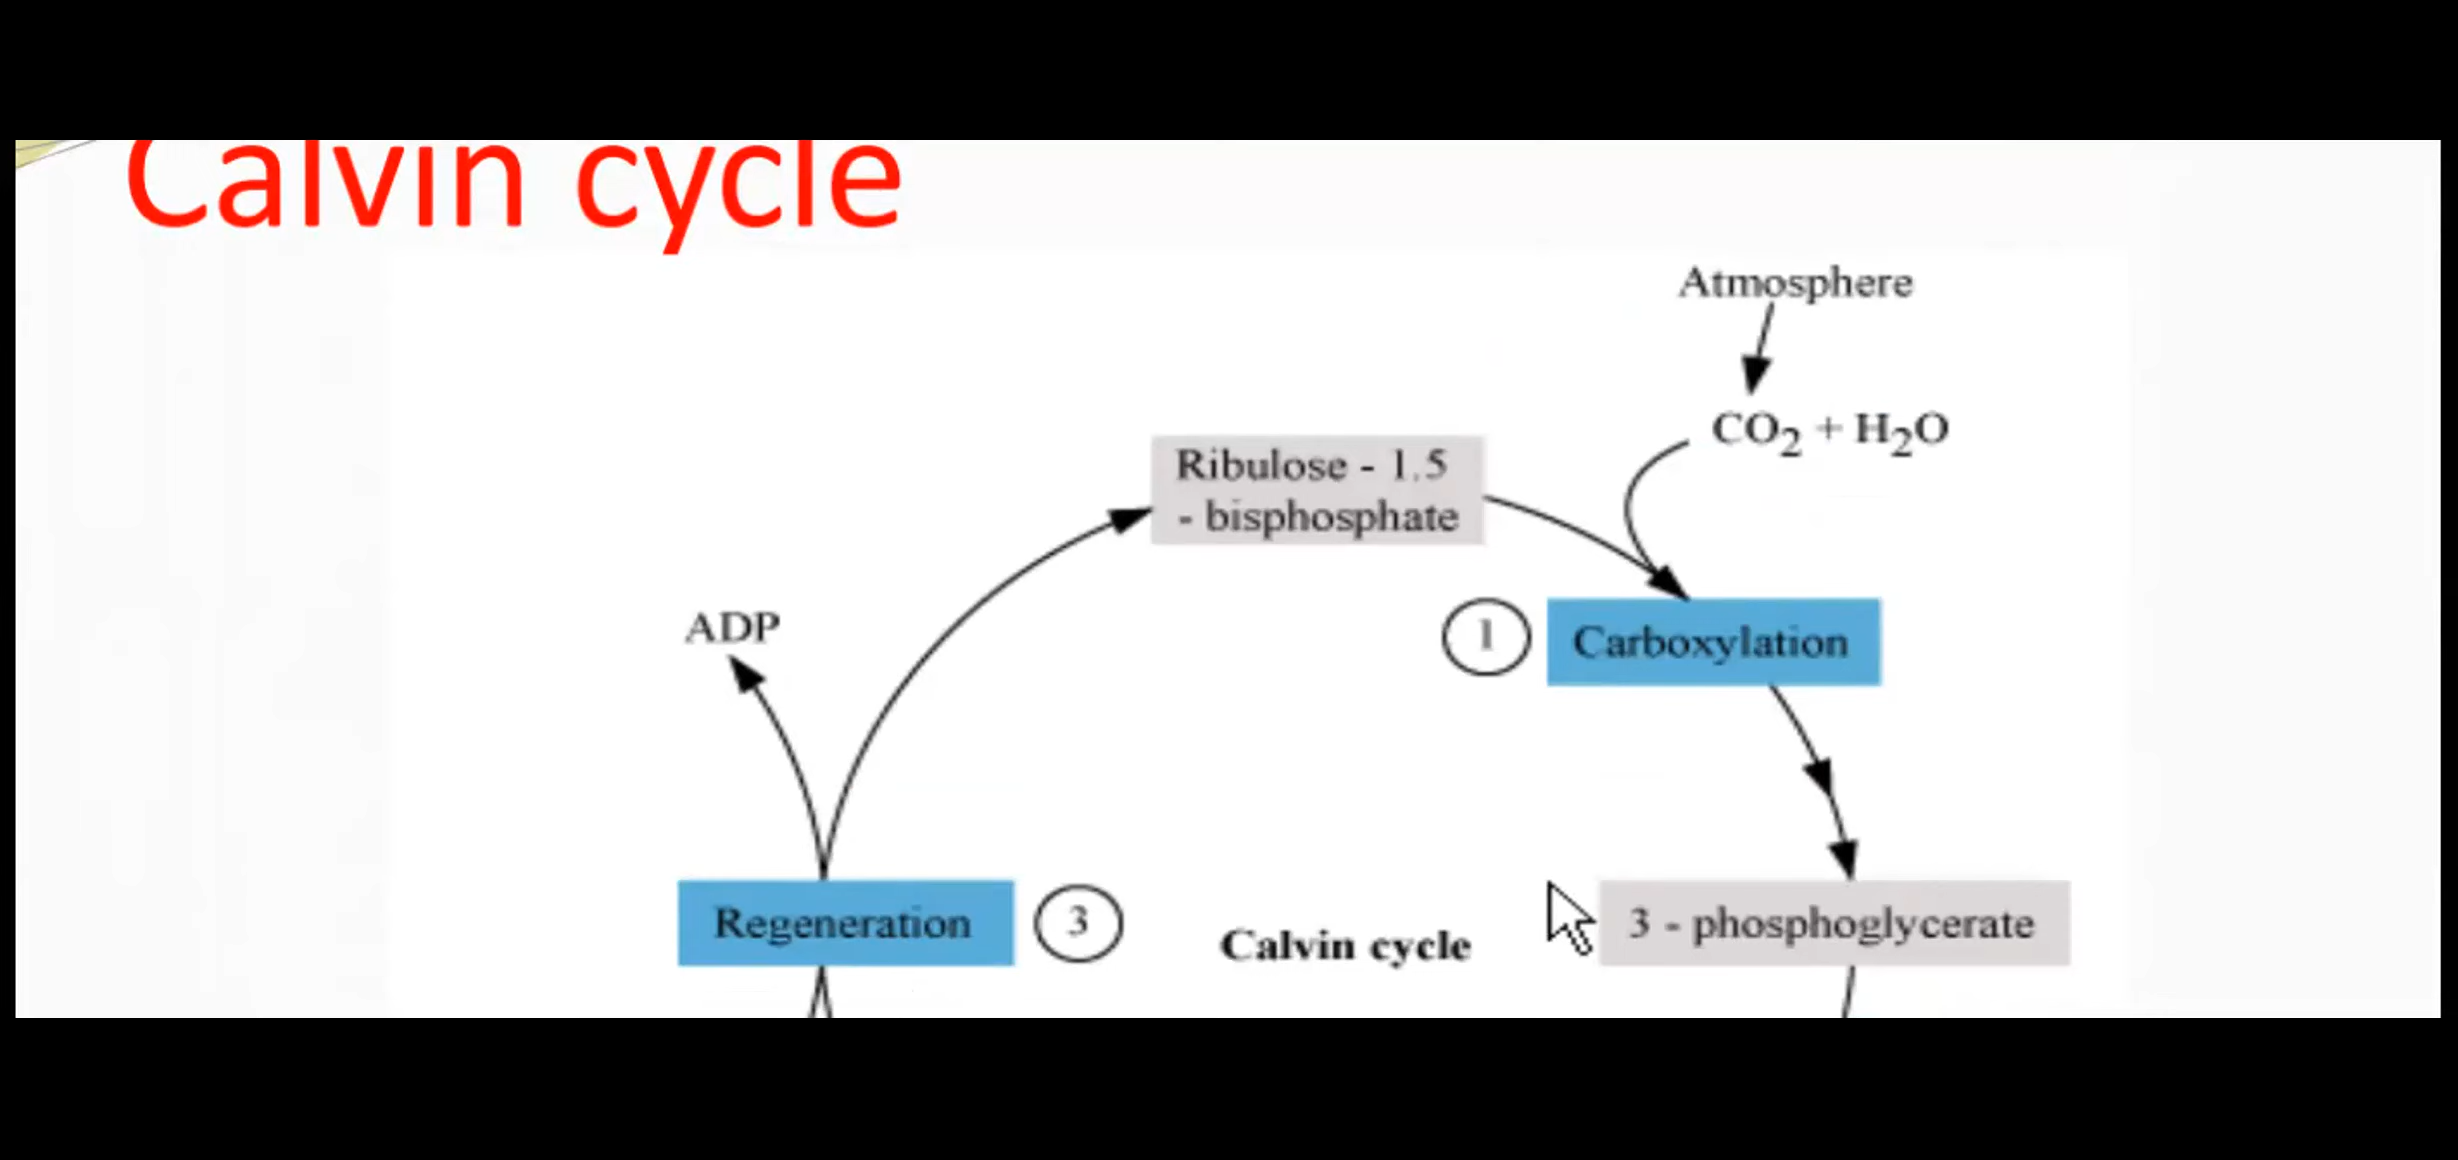 Calvin cycle
Atmosphere
CO₂ + H₂O
Ribulose - 1.5
- bisphosphate
ADP
1
Carboxylation
Regeneration
3
Calvin cycle
3 - phosphoglycerate